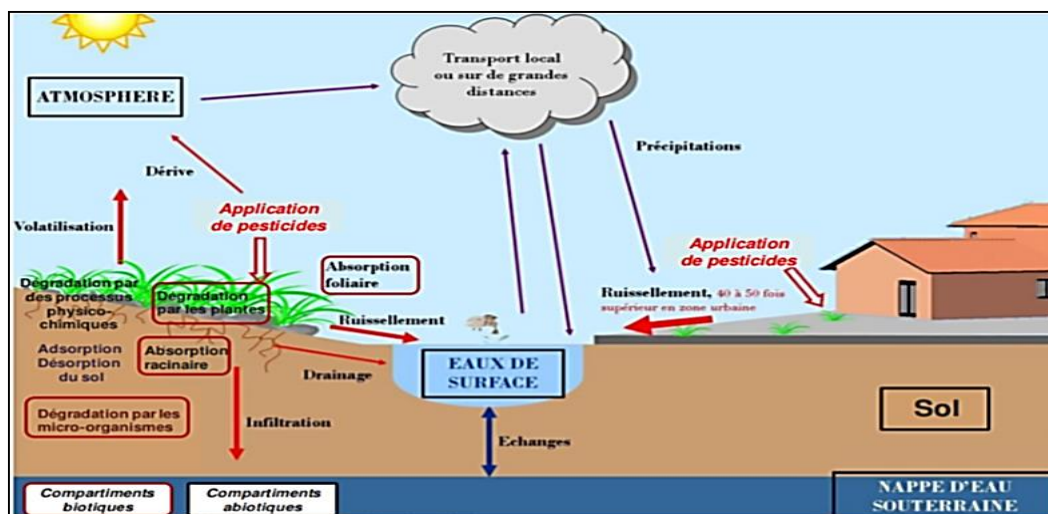 Transport local
ou sur de grandes
distances
ATMOSPHERE
Précipitations
Dérive
Volatilisation
Application
de pesticides
Application
de pesticides
Absorption
foliaire
Dégradation par
des processus
physico-
chimiques
Dégradation
par les plantes
Ruissellement
Ruissellement, 40 à 50 fois
supérieur en zone urbaine
Adsorption
Désorption
du sol
Absorption
racinaire
Drainage
EAUX DE
SURFACE
Sol
Dégradation par les
micro-organismes
Infiltration
Echanges
Compartiments
biotiques
Compartiments
abiotiques
NAPPE D'EAU
SOUTERRAINE